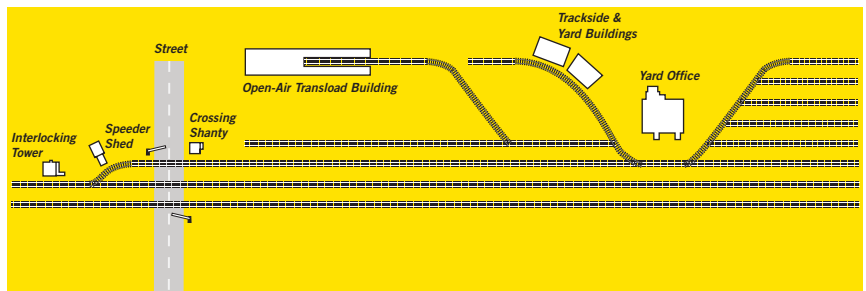 Trackside &
Yard Buildings
Street
Yard Office
Open-Air Transload Building
Speeder
Shed
Crossing
Shanty
Interlocking
Tower